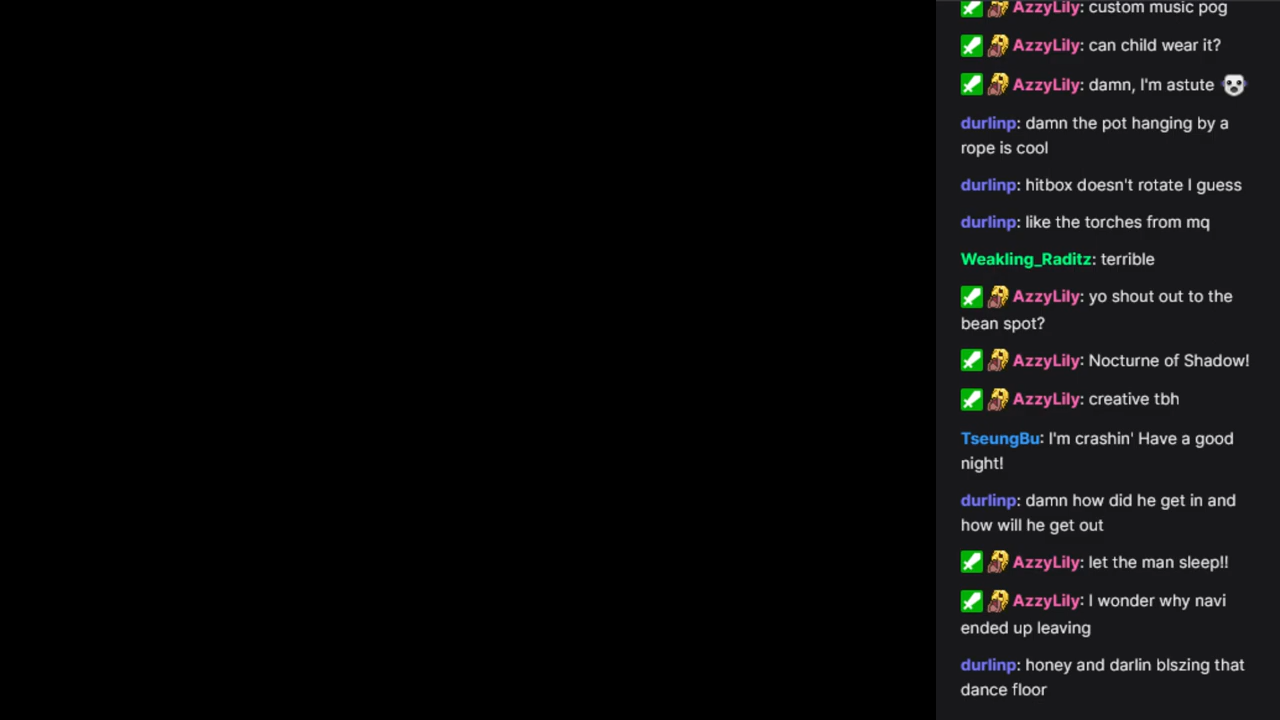 AzzyLily: custom music pog
AzzyLily: can child wear it?
AzzyLily: damn, I'm astute
durlinp: damn the pot hanging by a
rope is cool
durlinp: hitbox doesn't rotate I guess
durlinp: like the torches from mq
Weakling_Raditz: terrible
AzzyLily: yo shout out to the
bean spot?
AzzyLily: Nocturne of Shadow!
AzzyLily: creative tbh
TseungBu: I'm crashin' Have a good
night!
durlinp: damn how did he get in and
how will he get out
AzzyLily: let the man sleep!!
AzzyLily: I wonder why navi
ended up leaving
durlinp: honey and darlin blszing that
dance floor